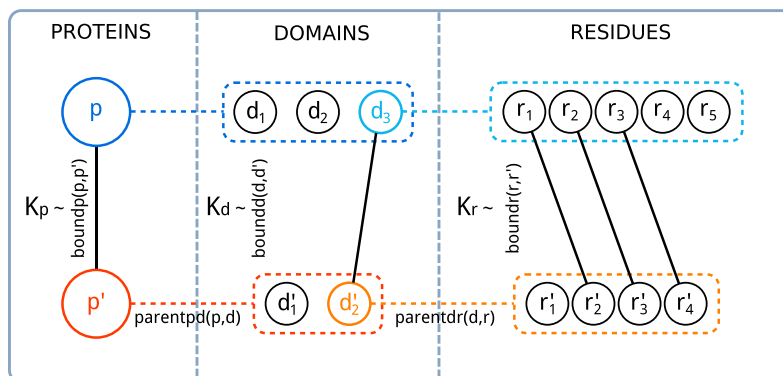 PROTEINS
DOMAINS
RESIDUES
p
d1 d2 d3
r1 r2 r3 r4 r5
Kp ~ boundp(p,p')
Kd ~ boundd(d,d')
Kr ~ boundr(r,r')
p'
d'1 d'2
r'1 r'2 r'3 r'4
parentpd(p,d)
parentdr(d,r)